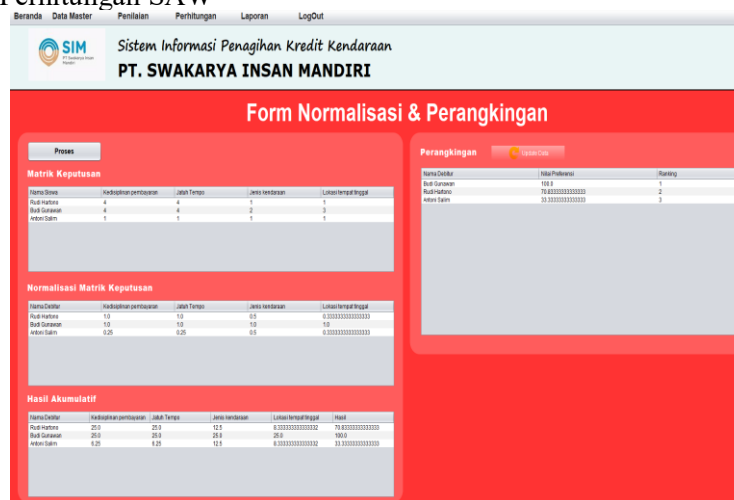 Perhitungan SAW
Beranda Data Master Penilaian Perhitungan Laporan LogOut
SIM
PT Swakarya Insan
Mandiri
Sistem Informasi Penagihan Kredit Kendaraan
PT. SWAKARYA INSAN MANDIRI
Form Normalisasi & Perangkingan
Proses
Matrik Keputusan
Nama Siswa Kedisiplinan pembayaran Jatuh Tempo Jenis kendaraan Lokasi tempat tinggal
Rudi Hartono 4 4 1 1
Budi Gunawan 4 4 2 3
Antoni Salim 1 1 1 1
Normalisasi Matrik Keputusan
Nama Debitur Kedisiplinan pembayaran Jatuh Tempo Jenis kendaraan Lokasi tempat tinggal
Rudi Hartono 1.0 1.0 0.5 0.3333333333333333
Budi Gunawan 1.0 1.0 1.0 1.0
Antoni Salim 0.25 0.25 0.5 0.3333333333333333
Hasil Akumulatif
Nama Debitur Kedisiplinan pembayaran Jatuh Tempo Jenis kendaraan Lokasi tempat tinggal Hasil
Rudi Hartono 25.0 25.0 12.5 8.333333333333332 70.83333333333333
Budi Gunawan 25.0 25.0 25.0 25.0 100.0
Antoni Salim 6.25 6.25 12.5 8.333333333333332 33.33333333333333
Perangkingan Update Data
Nama Debitur Nilai Preferensi Ranking
Budi Gunawan 100.0 1
Rudi Hartono 70.83333333333333 2
Antoni Salim 33.33333333333333 3